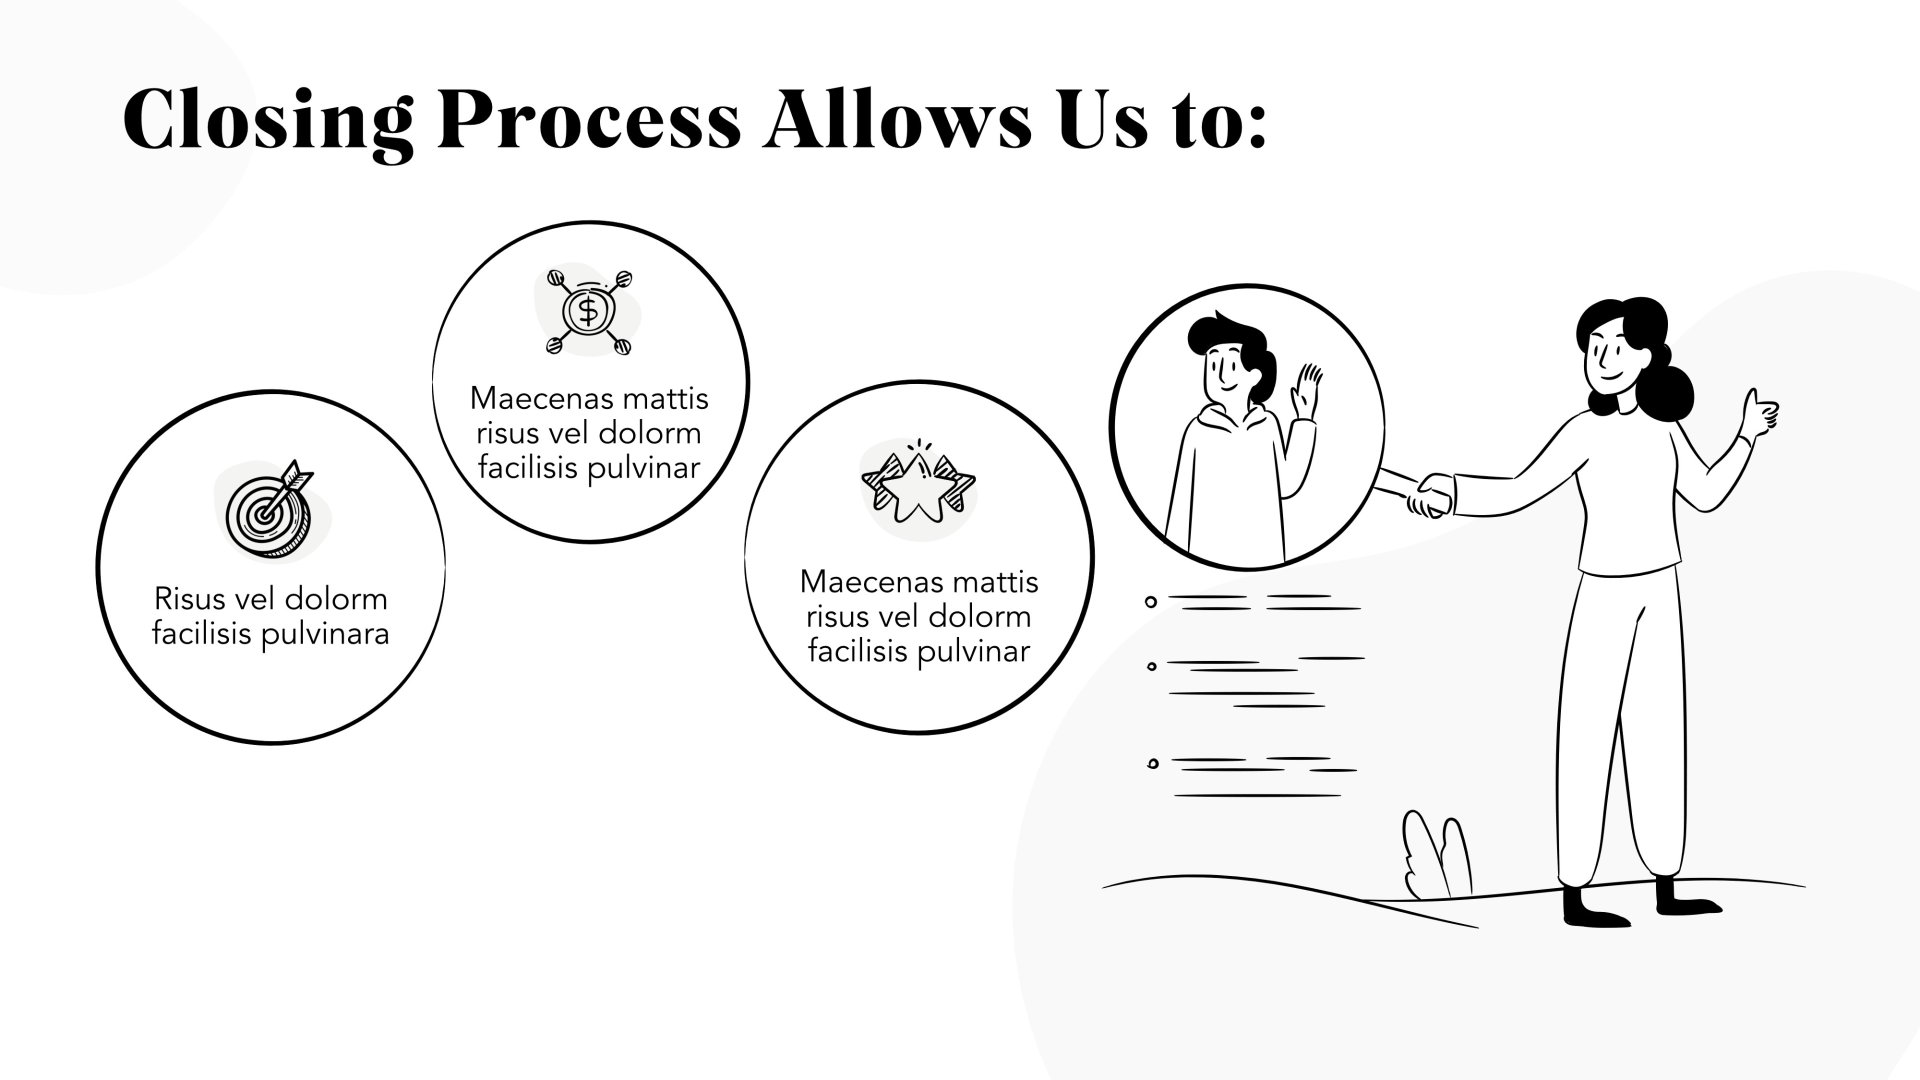 Closing Process Allows Us to:
Risus vel dolorm
facilisis pulvinara
$
Maecenas mattis
risus vel dolorm
facilisis pulvinar
Maecenas mattis
risus vel dolorm
facilisis pulvinar